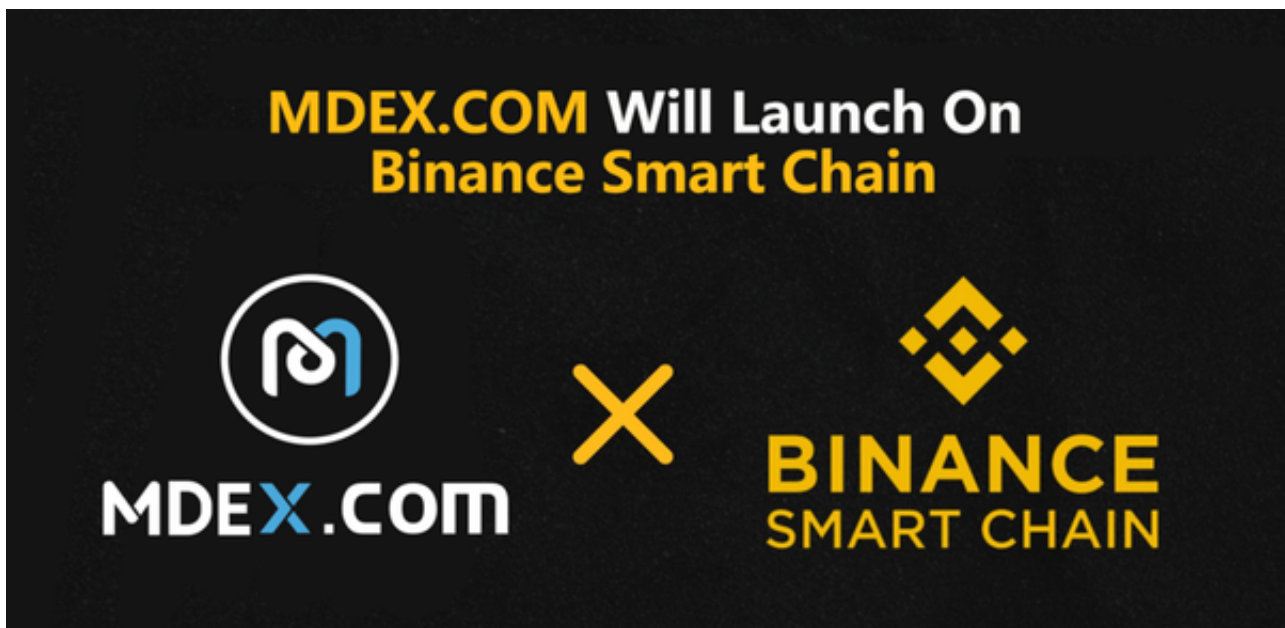 MDEX.COM Will Launch On
Binance Smart Chain
MDEX.COM
BINANCE
SMART CHAIN